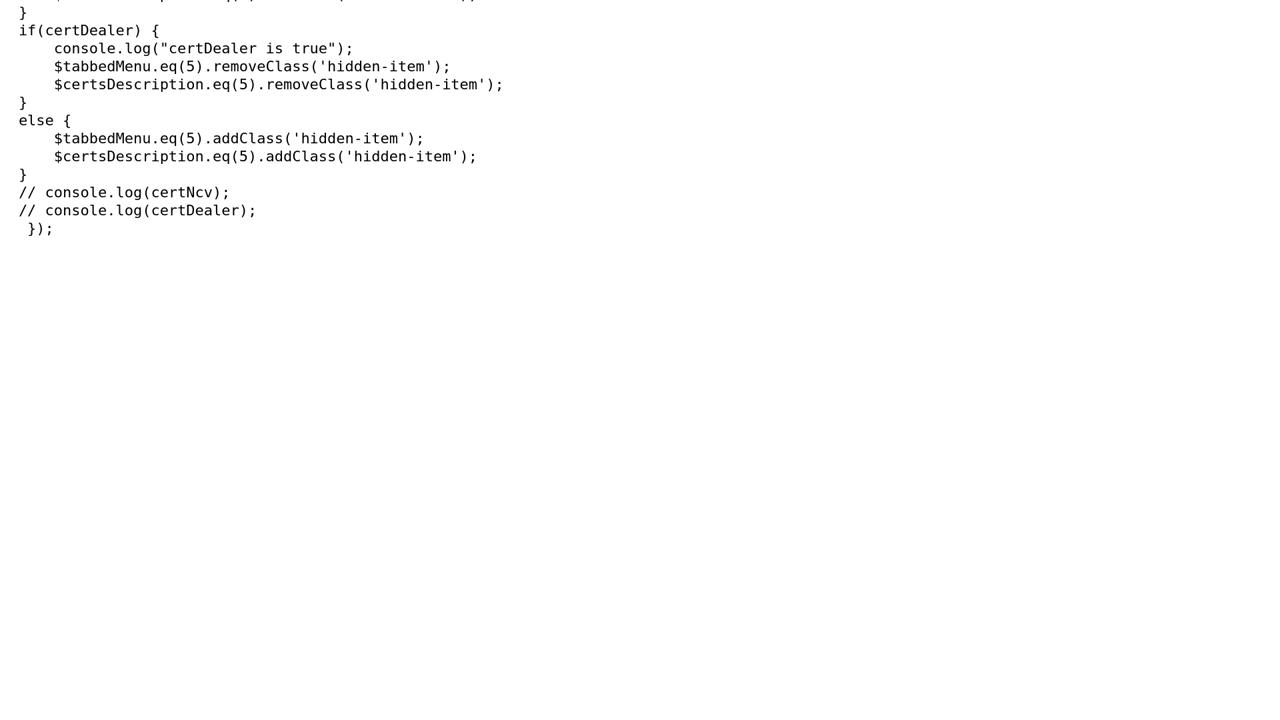 }
if(certDealer) {
    console.log("certDealer is true");
    $tabbedMenu.eq(5).removeClass('hidden-item');
    $certsDescription.eq(5).removeClass('hidden-item');
}
else {
    $tabbedMenu.eq(5).addClass('hidden-item');
    $certsDescription.eq(5).addClass('hidden-item');
}
// console.log(certNcv);
// console.log(certDealer);
 });